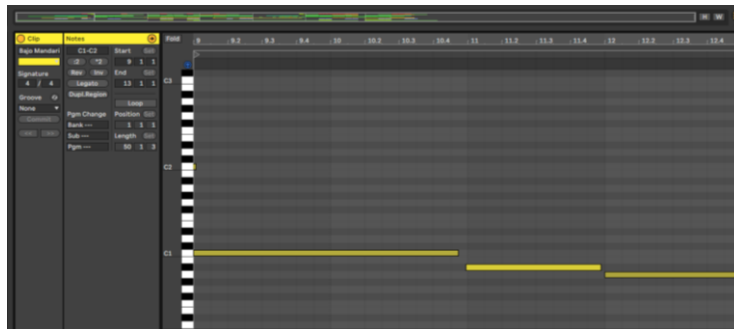 H W
Clip
Notes
Fold
9 9.2 9.3 9.4 10 10.2 10.3 10.4 11 11.2 11.3 11.4 12 12.2 12.3 12.4
Bajo Mandari
C1-C2
Start Set
:2 *2
9 1 1
Signature
Rev Inv
End Set
4 / 4
Legato
13 1 1
C3
Groove
Dupl.Region
None
Loop
Commit
Pgm Change
Position Set
Bank ---
1 1 1
<< >>
Sub ---
Length Set
Pgm ---
90 1 3
C2
C1